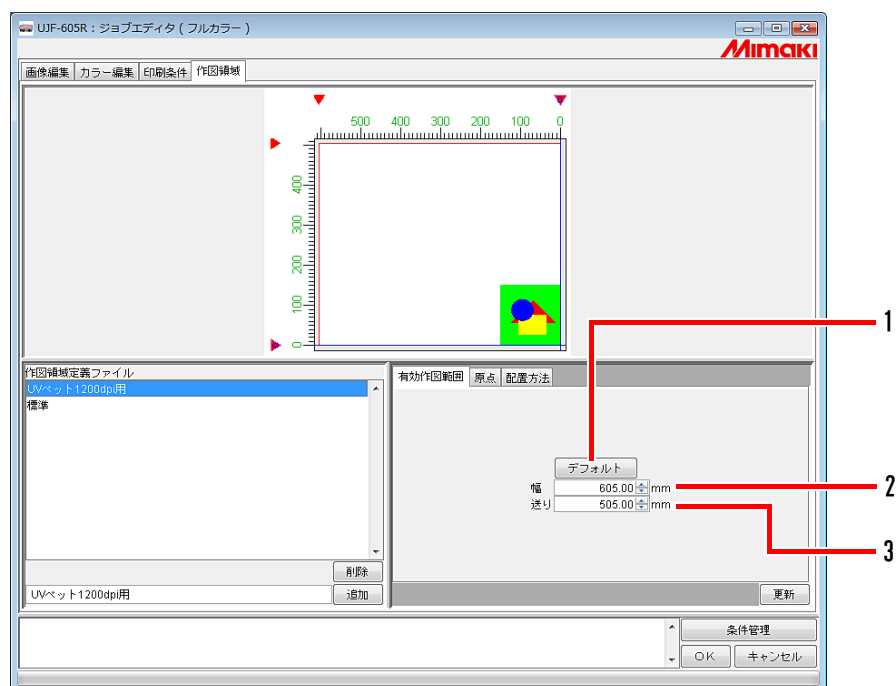 UJF-605R：ジョブエディタ ( フルカラー )
Mimaki
画像編集 カラー編集 印刷条件 作図領域
500 400 300 200 100 0
400
300
200
100
0
作図領域定義ファイル
UVペット1200dpi用
標準
削除
UVペット1200dpi用 追加
有効作図範囲 原点 配置方法
デフォルト
幅 605.00 mm
送り 505.00 mm
更新
1
2
3
条件管理
OK キャンセル